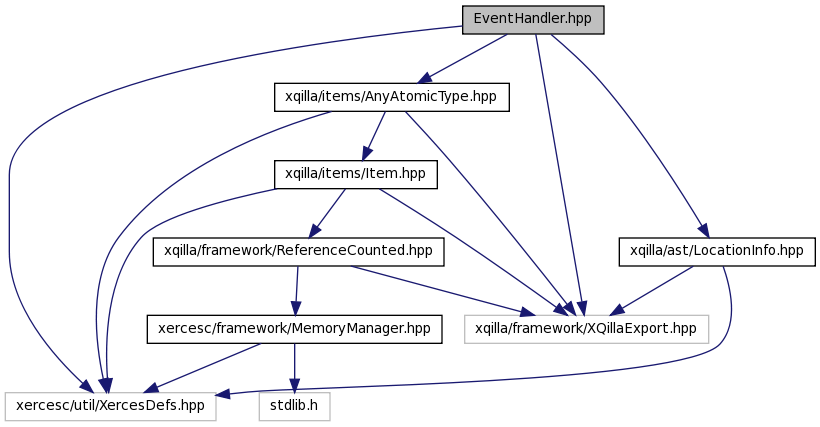 EventHandler.hpp
xqilla/items/AnyAtomicType.hpp
xqilla/items/Item.hpp
xqilla/framework/ReferenceCounted.hpp
xqilla/ast/LocationInfo.hpp
xercesc/framework/MemoryManager.hpp
xqilla/framework/XQillaExport.hpp
xercesc/util/XercesDefs.hpp
stdlib.h